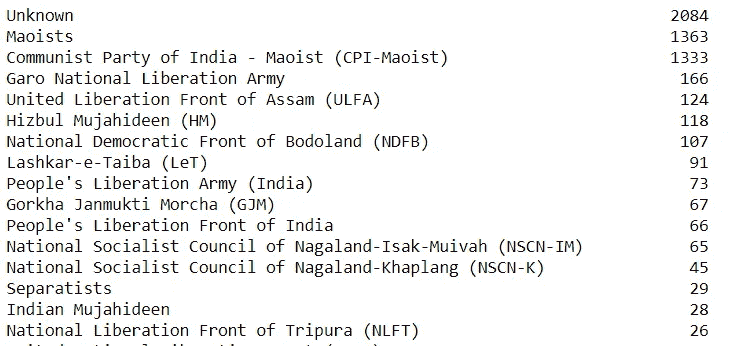 Unknown 2084
Maoists 1363
Communist Party of India - Maoist (CPI-Maoist) 1333
Garo National Liberation Army 166
United Liberation Front of Assam (ULFA) 124
Hizbul Mujahideen (HM) 118
National Democratic Front of Bodoland (NDFB) 107
Lashkar-e-Taiba (LeT) 91
People's Liberation Army (India) 73
Gorkha Janmukti Morcha (GJM) 67
People's Liberation Front of India 66
National Socialist Council of Nagaland-Isak-Muivah (NSCN-IM) 65
National Socialist Council of Nagaland-Khaplang (NSCN-K) 45
Separatists 29
Indian Mujahideen 28
National Liberation Front of Tripura (NLFT) 26